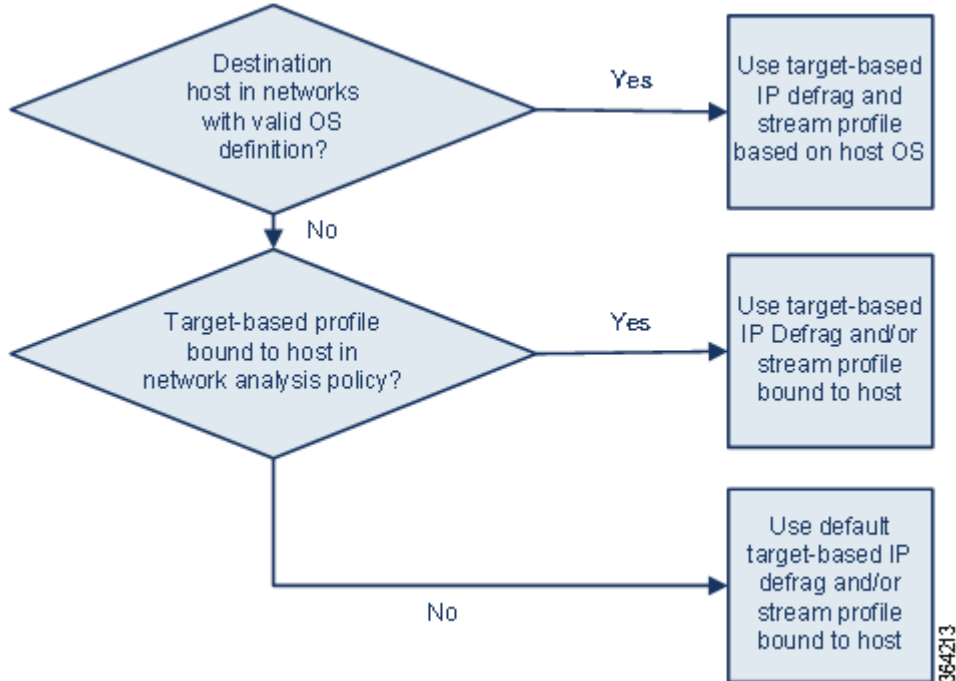 Destination
host in networks
with valid OS
definition?
Yes
Use target-based
IP defrag and
stream profile
based on host OS
No
Target-based profile
bound to host in
network analysis policy?
Yes
Use target-based
IP Defrag and/or
stream profile
bound to host
No
Use default
target-based IP
defrag and/or
stream profile
bound to host
364213